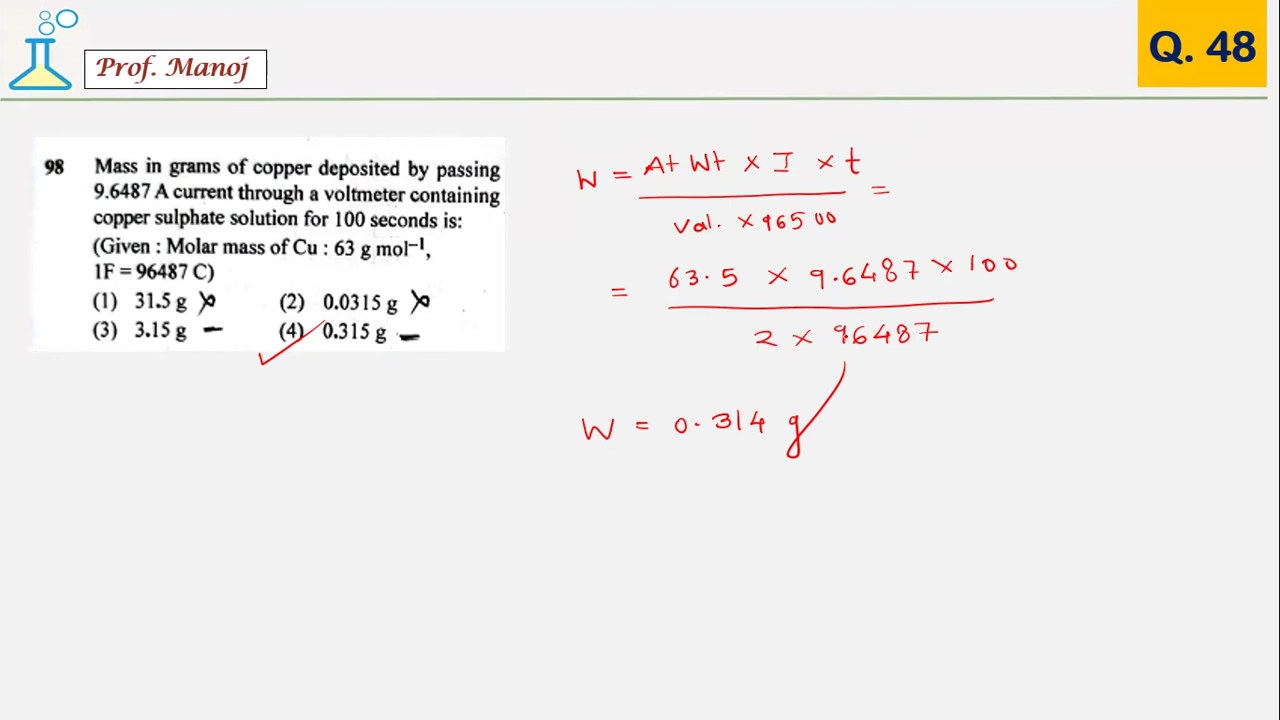 Prof. Manoj
Q. 48
98 Mass in grams of copper deposited by passing
9.6487 A current through a voltmeter containing
copper sulphate solution for 100 seconds is:
(Given : Molar mass of Cu : 63 g mol⁻¹,
1F = 96487 C)
(1) 31.5 g (2) 0.0315 g
(3) 3.15 g (4) 0.315 g
W = At Wt × I × t =
val. × 96500
= 63.5 × 9.6487 × 100
2 × 96487
W = 0.314 g